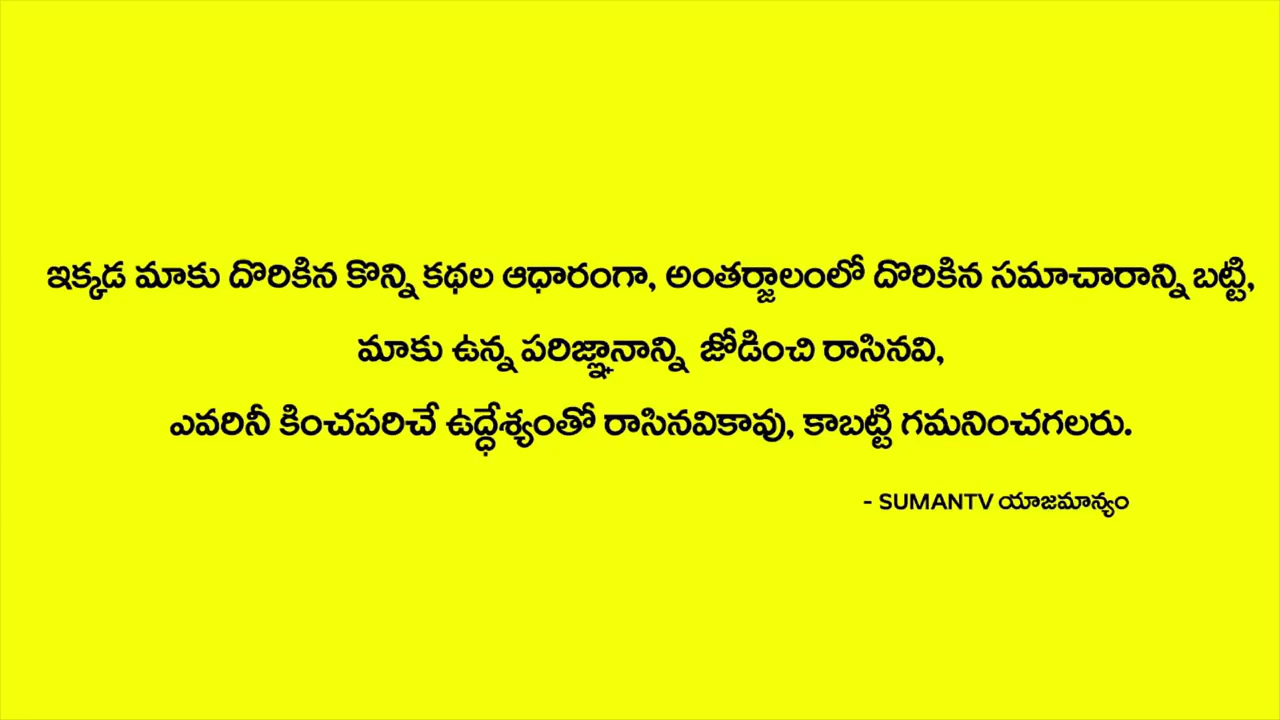 ఇక్కడ మాకు దొరికిన కొన్ని కథల ఆధారంగా, అంతర్జాలంలో దొరికిన సమాచారాన్ని బట్టి,
మాకు ఉన్న పరిజ్ఞానాన్ని జోడించి రాసినవి,
ఎవరినీ కించపరిచే ఉద్ధేశ్యంతో రాసినవికావు, కాబట్టి గమనించగలరు.
- SUMANTV యాజమాన్యం